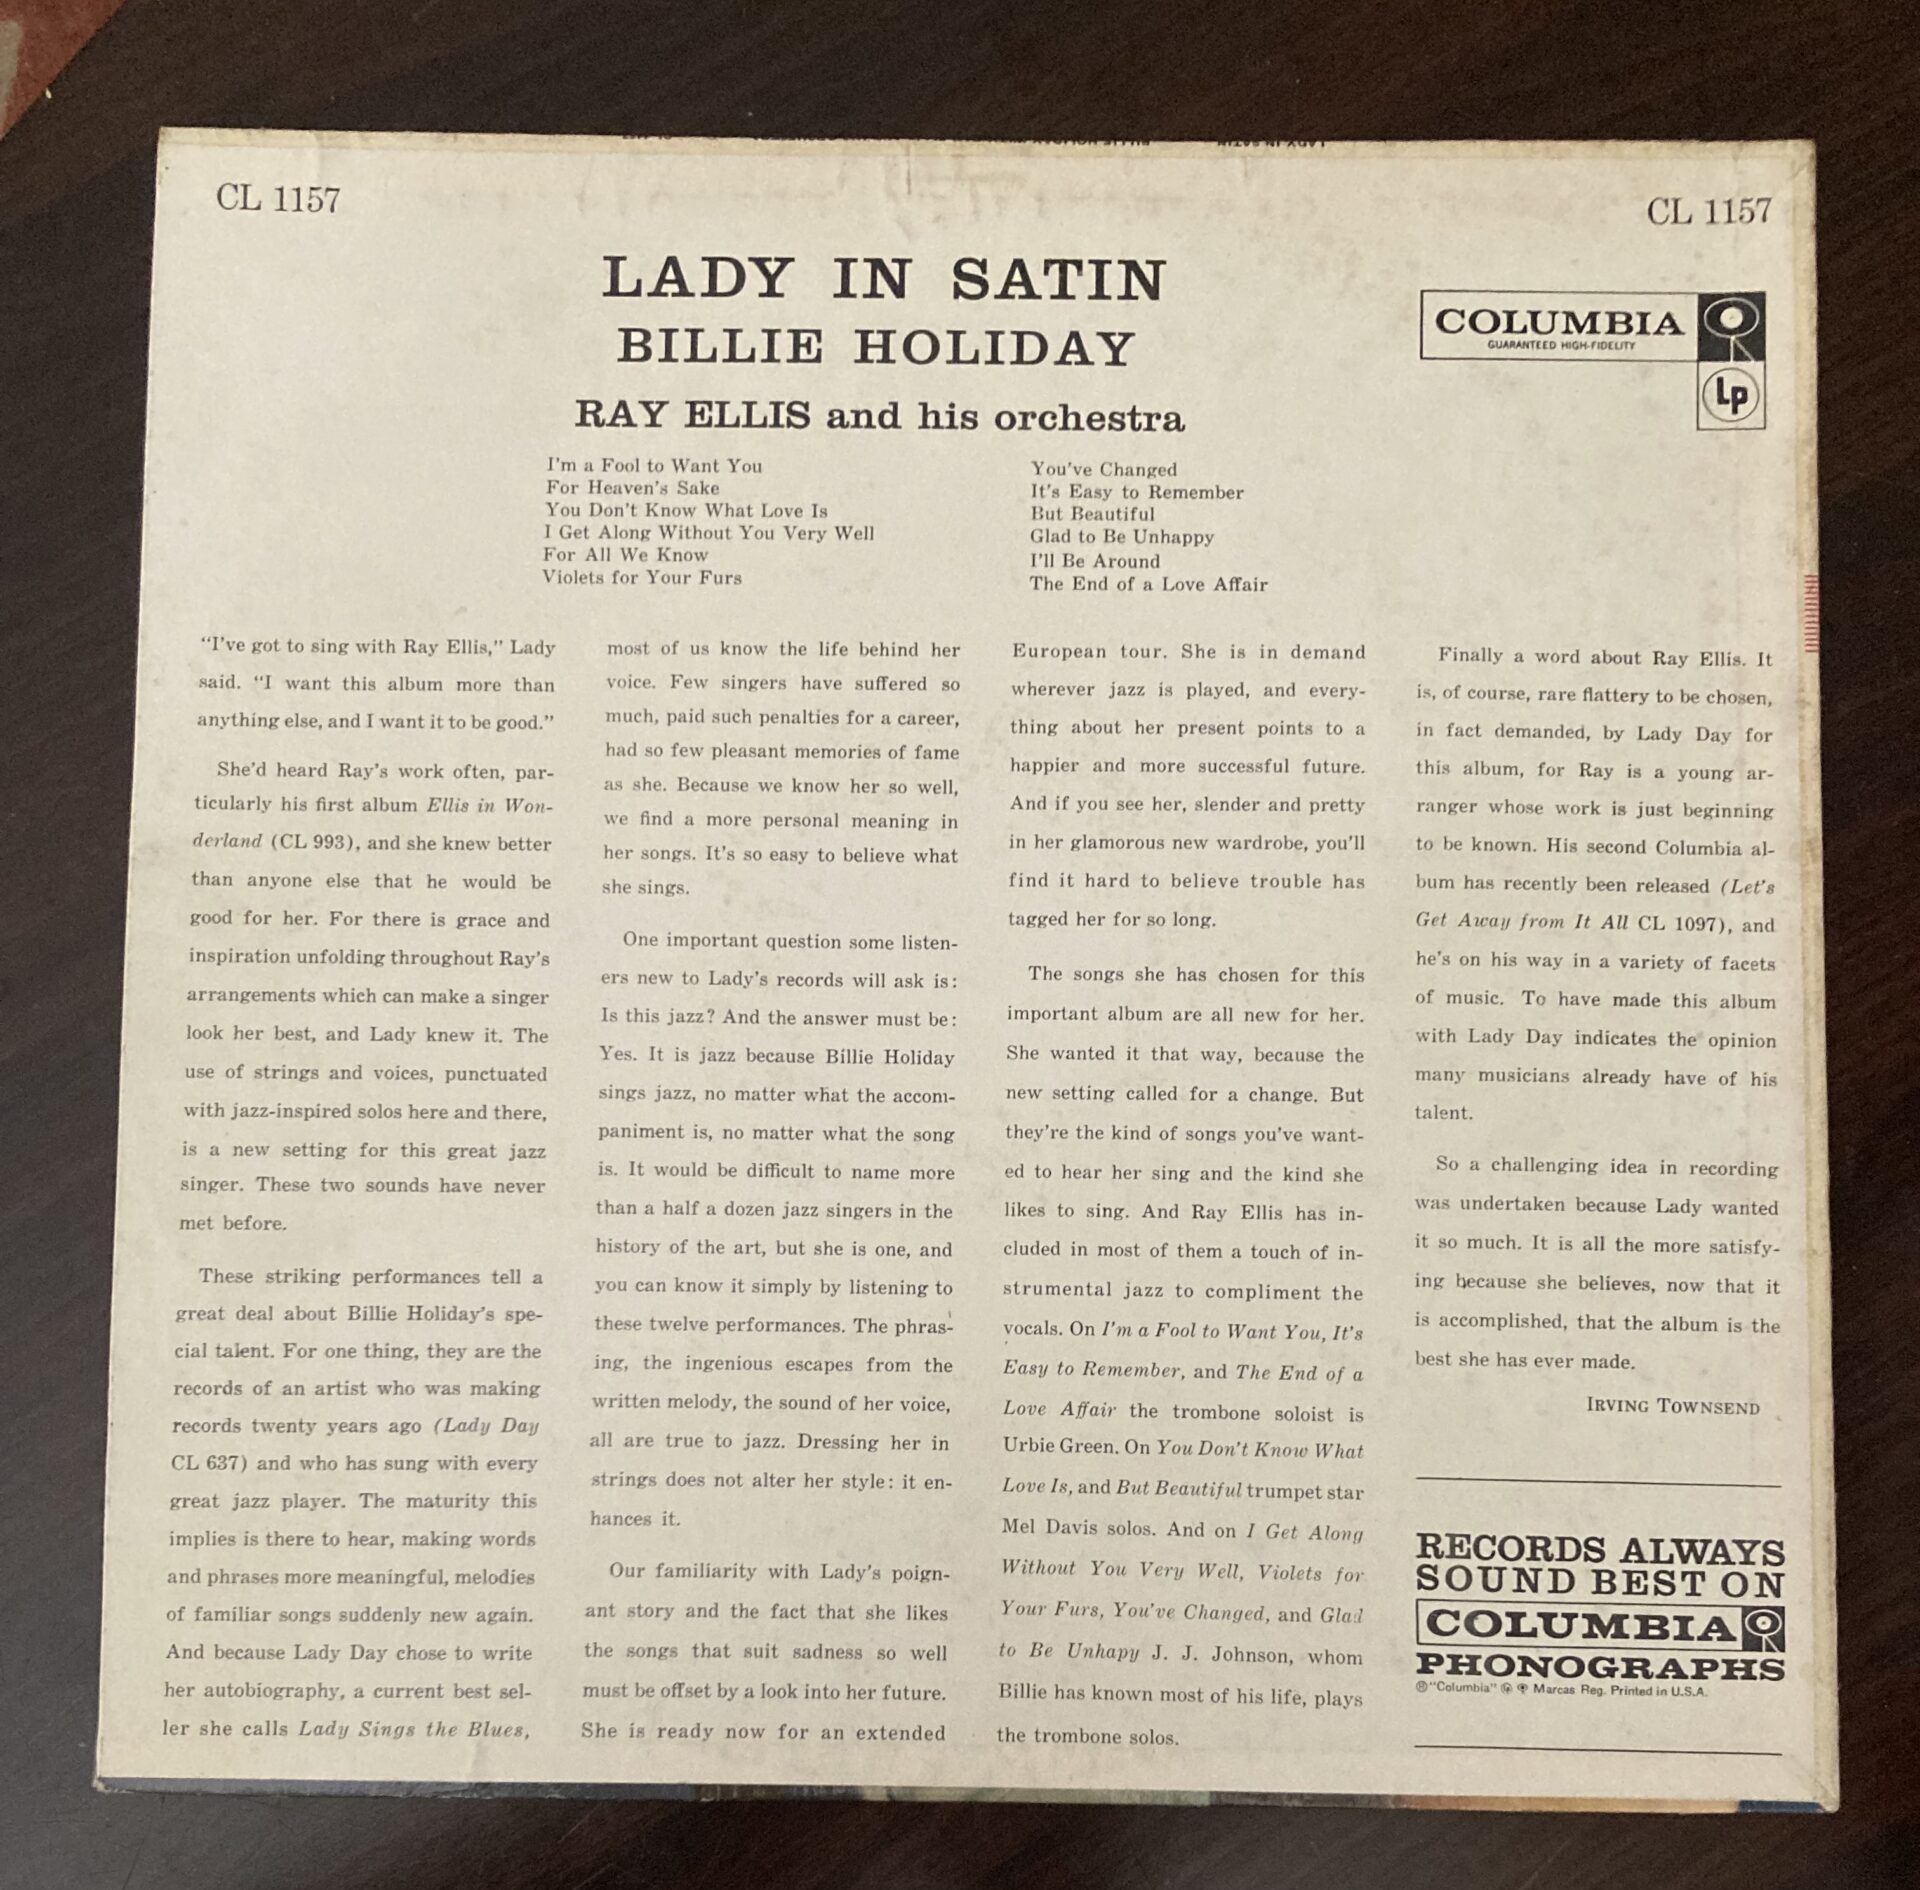 CL 1157
CL 1157
LADY IN SATIN
BILLIE HOLIDAY
RAY ELLIS and his orchestra
COLUMBIA
GUARANTEED HIGH-FIDELITY
Lp
I'm a Fool to Want You
For Heaven's Sake
You Don't Know What Love Is
I Get Along Without You Very Well
For All We Know
Violets for Your Furs
You've Changed
It's Easy to Remember
But Beautiful
Glad to Be Unhappy
I'll Be Around
The End of a Love Affair
"I've got to sing with Ray Ellis," Lady
said. "I want this album more than
anything else, and I want it to be good."
She'd heard Ray's work often, par-
ticularly his first album Ellis in Won-
derland (CL 993), and she knew better
than anyone else that he would be
good for her. For there is grace and
inspiration unfolding throughout Ray's
arrangements which can make a singer
look her best, and Lady knew it. The
use of strings and voices, punctuated
with jazz-inspired solos here and there,
is a new setting for this great jazz
singer. These two sounds have never
met before.
These striking performances tell a
great deal about Billie Holiday's spe-
cial talent. For one thing, they are the
records of an artist who was making
records twenty years ago (Lady Day
CL 637) and who has sung with every
great jazz player. The maturity this
implies is there to hear, making words
and phrases more meaningful, melodies
of familiar songs suddenly new again.
And because Lady Day chose to write
her autobiography, a current best sel-
ler she calls Lady Sings the Blues,
most of us know the life behind her
voice. Few singers have suffered so
much, paid such penalties for a career,
had so few pleasant memories of fame
as she. Because we know her so well,
we find a more personal meaning in
her songs. It's so easy to believe what
she sings.
One important question some listen-
ers new to Lady's records will ask is:
Is this jazz? And the answer must be:
Yes. It is jazz because Billie Holiday
sings jazz, no matter what the accom-
paniment is, no matter what the song
is. It would be difficult to name more
than a half a dozen jazz singers in the
history of the art, but she is one, and
you can know it simply by listening to
these twelve performances. The phras-
ing, the ingenious escapes from the
written melody, the sound of her voice,
all are true to jazz. Dressing her in
strings does not alter her style: it en-
hances it.
Our familiarity with Lady's poign-
ant story and the fact that she likes
the songs that suit sadness so well
must be offset by a look into her future.
She is ready now for an extended
European tour. She is in demand
wherever jazz is played, and every-
thing about her present points to a
happier and more successful future.
And if you see her, slender and pretty
in her glamorous new wardrobe, you'll
find it hard to believe trouble has
tagged her for so long.
The songs she has chosen for this
important album are all new for her.
She wanted it that way, because the
new setting called for a change. But
they're the kind of songs you've want-
ed to hear her sing and the kind she
likes to sing. And Ray Ellis has in-
cluded in most of them a touch of in-
strumental jazz to compliment the
vocals. On I'm a Fool to Want You, It's
Easy to Remember, and The End of a
Love Affair the trombone soloist is
Urbie Green. On You Don't Know What
Love Is, and But Beautiful trumpet star
Mel Davis solos. And on I Get Along
Without You Very Well, Violets for
Your Furs, You've Changed, and Glad
to Be Unhapy J. J. Johnson, whom
Billie has known most of his life, plays
the trombone solos.
Finally a word about Ray Ellis. It
is, of course, rare flattery to be chosen,
in fact demanded, by Lady Day for
this album, for Ray is a young ar-
ranger whose work is just beginning
to be known. His second Columbia al-
bum has recently been released (Let's
Get Away from It All CL 1097), and
he's on his way in a variety of facets
of music. To have made this album
with Lady Day indicates the opinion
many musicians already have of his
talent.
So a challenging idea in recording
was undertaken because Lady wanted
it so much. It is all the more satisfy-
ing because she believes, now that it
is accomplished, that the album is the
best she has ever made.
IRVING TOWNSEND
RECORDS ALWAYS
SOUND BEST ON
COLUMBIA
PHONOGRAPHS
® "Columbia" Marcas Reg. Printed in U.S.A.